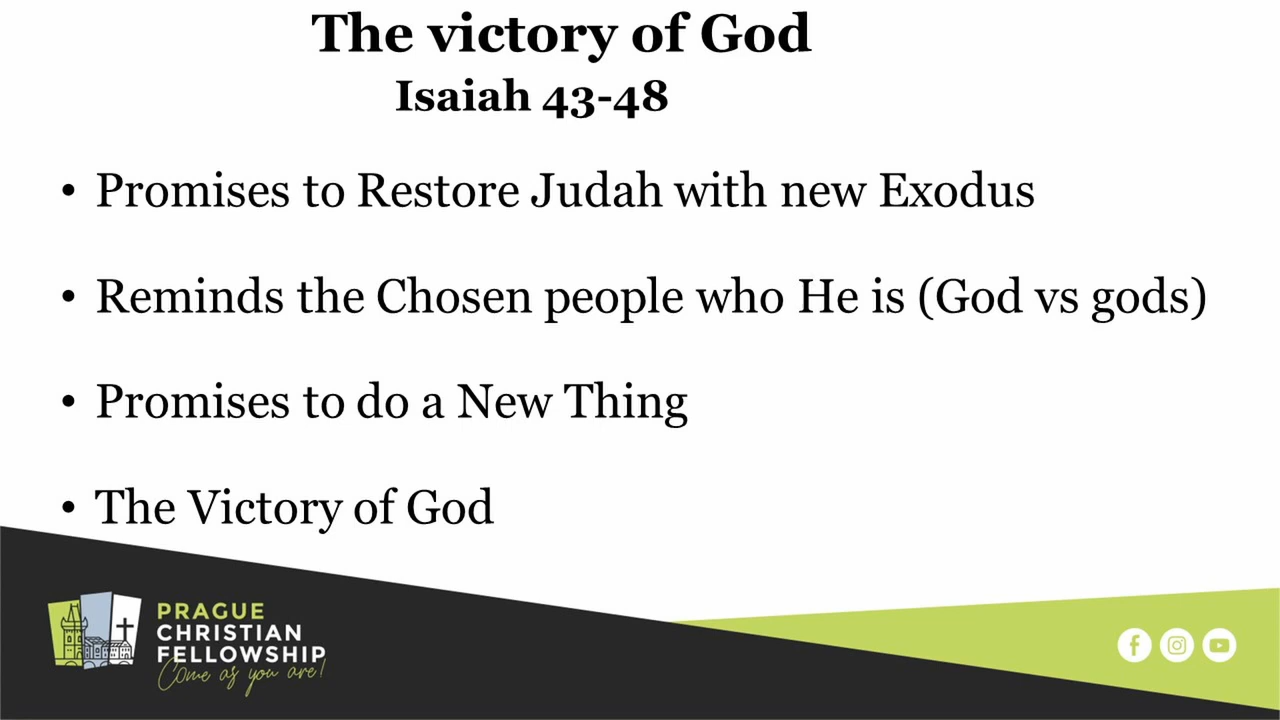 The victory of God
Isaiah 43-48
• Promises to Restore Judah with new Exodus
• Reminds the Chosen people who He is (God vs gods)
• Promises to do a New Thing
• The Victory of God
PRAGUE
CHRISTIAN
FELLOWSHIP
Come as you are!